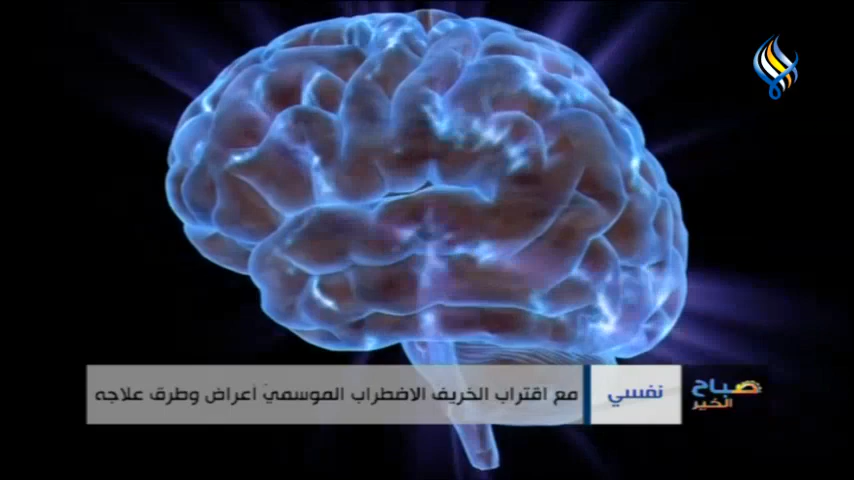 صباح
الخير
نفسي
مع اقتراب الخريف الاضطراب الموسميّ أعراض وطرق علاجه